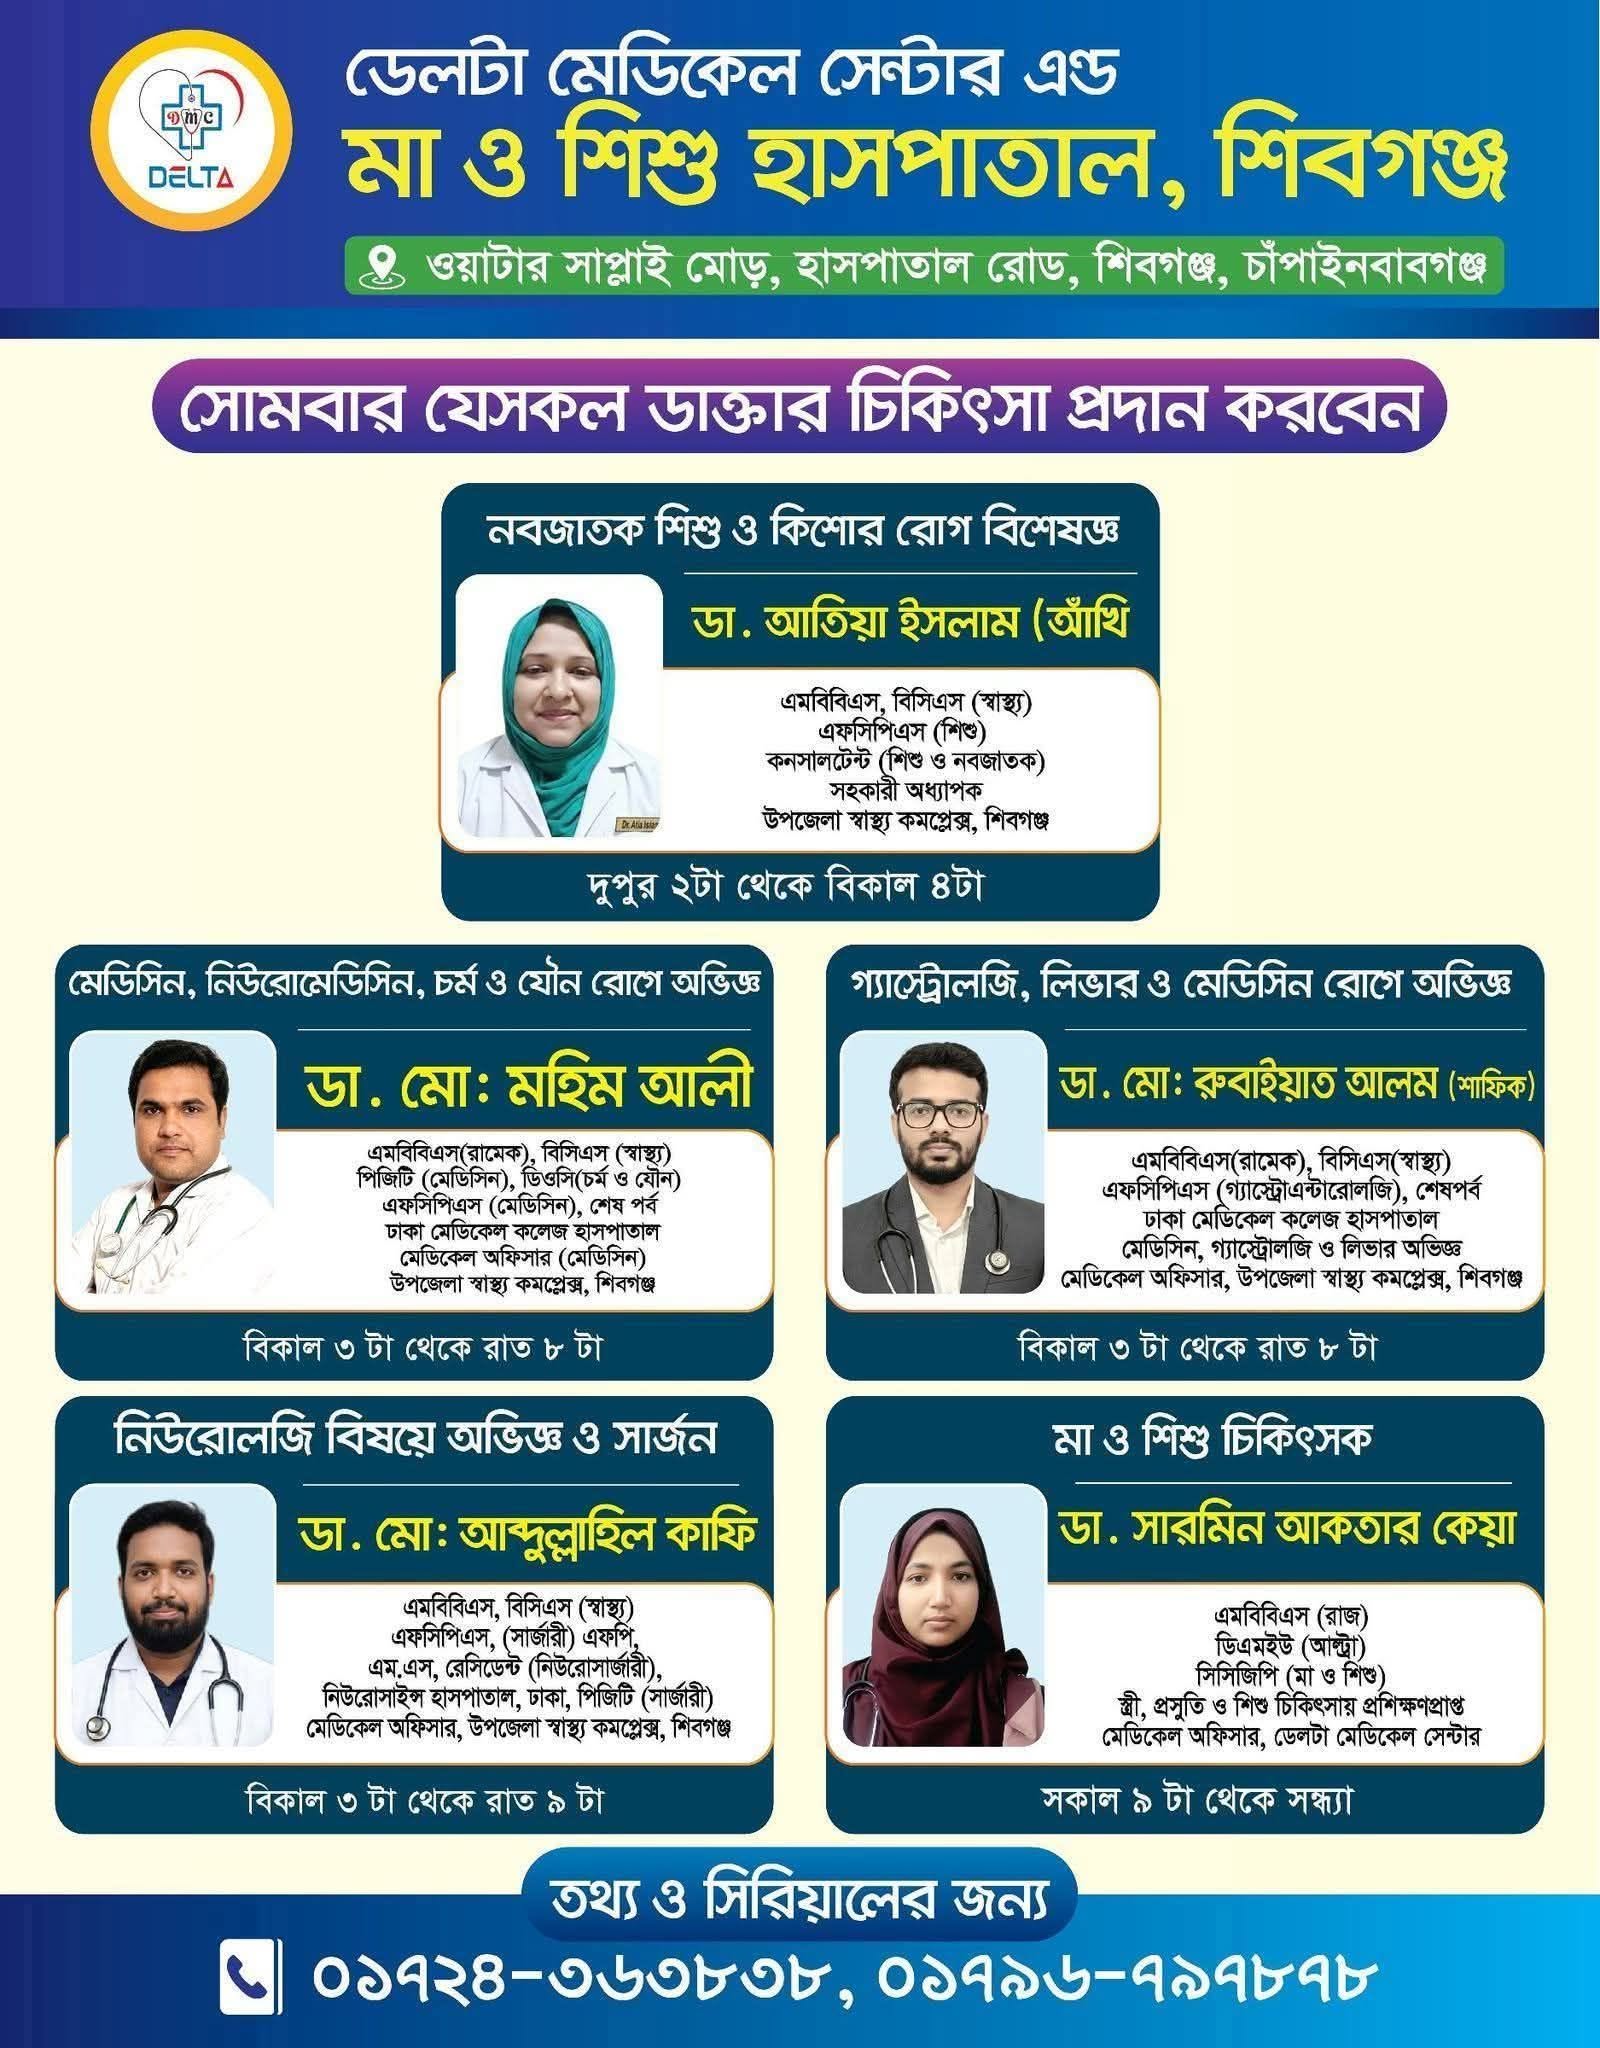 DMC
DELTA
ডেলটা মেডিকেল সেন্টার এণ্ড
মা ও শিশু হাসপাতাল, শিবগঞ্জ
ওয়াটার সাপ্লাই মোড়, হাসপাতাল রোড, শিবগঞ্জ, চাঁপাইনবাবগঞ্জ
সোমবার যেসকল ডাক্তার চিকিৎসা প্রদান করবেন
নবজাতক শিশু ও কিশোর রোগ বিশেষজ্ঞ
ডা. আতিয়া ইসলাম (আঁখি
Dr. Atia Islam
এমবিবিএস, বিসিএস (স্বাস্থ্য)
এফসিপিএস (শিশু)
কনসালটেন্ট (শিশু ও নবজাতক)
সহকারী অধ্যাপক
উপজেলা স্বাস্থ্য কমপ্লেক্স, শিবগঞ্জ
দুপুর ২টা থেকে বিকাল ৪টা
মেডিসিন, নিউরোমেডিসিন, চর্ম ও যৌন রোগে অভিজ্ঞ
ডা. মো: মহিম আলী
এমবিবিএস(রামেক), বিসিএস (স্বাস্থ্য)
পিজিটি (মেডিসিন), ডিওসি(চর্ম ও যৌন)
এফসিপিএস (মেডিসিন), শেষ পর্ব
ঢাকা মেডিকেল কলেজ হাসপাতাল
মেডিকেল অফিসার (মেডিসিন)
উপজেলা স্বাস্থ্য কমপ্লেক্স, শিবগঞ্জ
বিকাল ৩ টা থেকে রাত ৮ টা
গ্যাস্ট্রোলজি, লিভার ও মেডিসিন রোগে অভিজ্ঞ
ডা. মো: রুবাইয়াত আলম (শাফিক)
এমবিবিএস(রামেক), বিসিএস(স্বাস্থ্য)
এফসিপিএস (গ্যাস্ট্রোএন্টারোলজি), শেষপর্ব
ঢাকা মেডিকেল কলেজ হাসপাতাল
মেডিসিন, গ্যাস্ট্রোলজি ও লিভার অভিজ্ঞ
মেডিকেল অফিসার, উপজেলা স্বাস্থ্য কমপ্লেক্স, শিবগঞ্জ
বিকাল ৩ টা থেকে রাত ৮ টা
নিউরোলজি বিষয়ে অভিজ্ঞ ও সার্জন
ডা. মো: আব্দুল্লাহিল কাফি
এমবিবিএস, বিসিএস (স্বাস্থ্য)
এফসিপিএস, (সার্জারী) এফপি,
এম.এস, রেসিডেন্ট (নিউরোসার্জারী),
নিউরোসাইন্স হাসপাতাল, ঢাকা, পিজিটি (সার্জারী)
মেডিকেল অফিসার, উপজেলা স্বাস্থ্য কমপ্লেক্স, শিবগঞ্জ
বিকাল ৩ টা থেকে রাত ৯ টা
মা ও শিশু চিকিৎসক
ডা. সারমিন আকতার কেয়া
এমবিবিএস (রাজ)
ডিএমইউ (আল্ট্রা)
সিসিজিপি (মা ও শিশু)
স্ত্রী, প্রসুতি ও শিশু চিকিৎসায় প্রশিক্ষণপ্রাপ্ত
মেডিকেল অফিসার, ডেলটা মেডিকেল সেন্টার
সকাল ৯ টা থেকে সন্ধ্যা
তথ্য ও সিরিয়ালের জন্য
০১৭২৪-৩৬৩৮৩৮, ০১৭৯৬-৭৯৭৮৭৮